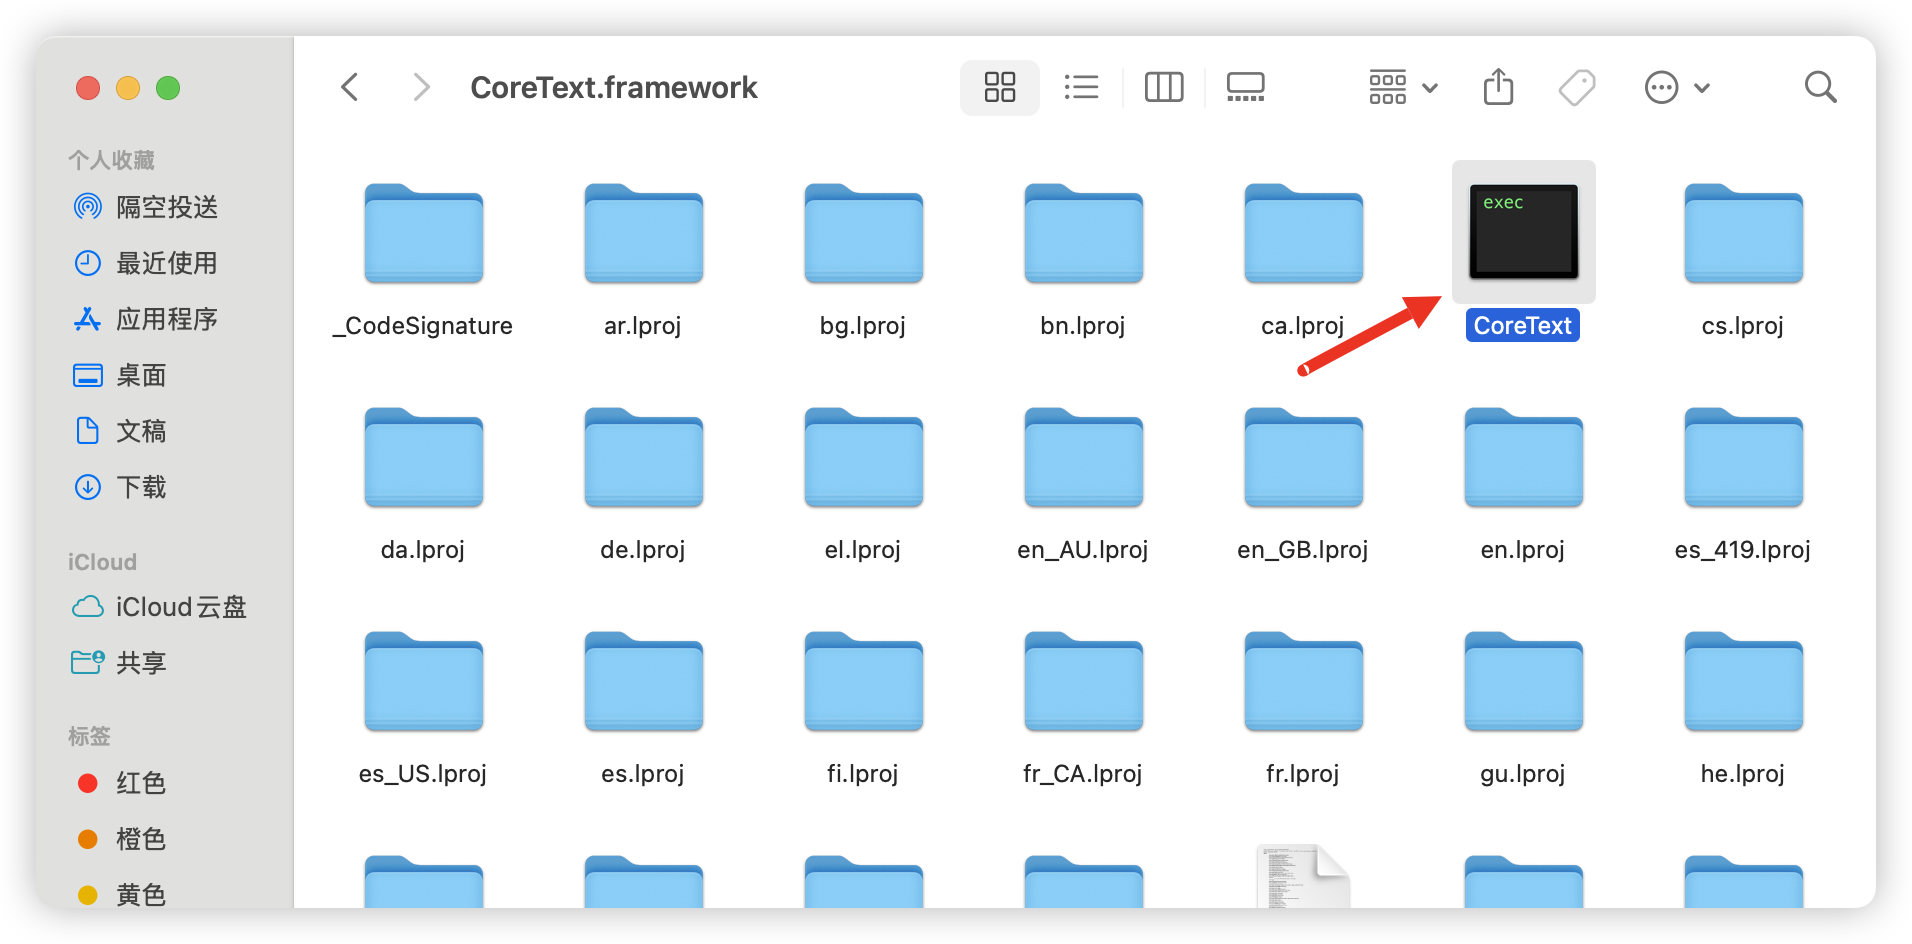 CoreText.framework
个人收藏
隔空投送
最近使用
应用程序
桌面
文稿
下载
iCloud
iCloud云盘
共享
标签
红色
橙色
黄色
exec
_CodeSignature
ar.lproj
bg.lproj
bn.lproj
ca.lproj
CoreText
cs.lproj
da.lproj
de.lproj
el.lproj
en_AU.lproj
en_GB.lproj
en.lproj
es_419.lproj
es_US.lproj
es.lproj
fi.lproj
fr_CA.lproj
fr.lproj
gu.lproj
he.lproj